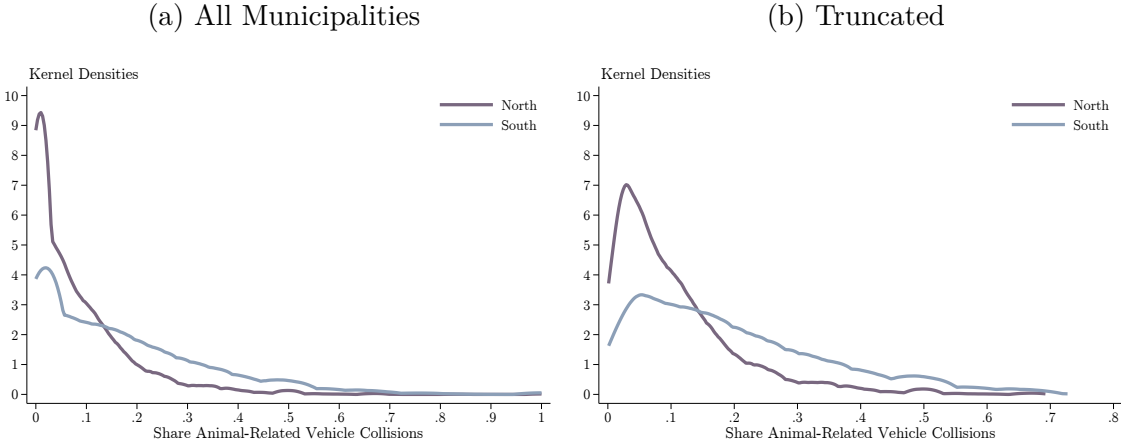 (a) All Municipalities
Kernel Densities
10
9
8
7
6
5
4
3
2
1
0
North
South
0 .1 .2 .3 .4 .5 .6 .7 .8 .9 1
Share Animal-Related Vehicle Collisions
(b) Truncated
Kernel Densities
10
9
8
7
6
5
4
3
2
1
0
North
South
0 .1 .2 .3 .4 .5 .6 .7 .8
Share Animal-Related Vehicle Collisions